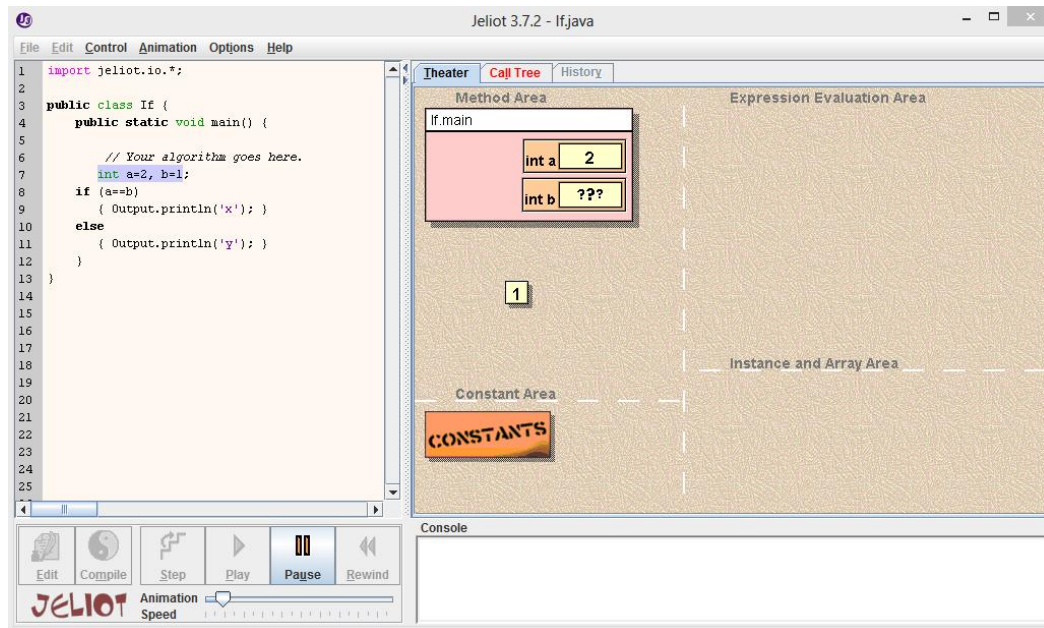 Jeliot 3.7.2 - If.java
File Edit Control Animation Options Help
1 import jeliot.io.*;
2
3 public class If {
4 public static void main() {
5
6 // Your algorithm goes here.
7 int a=2, b=1;
8 if (a==b)
9 { Output.println('x'); }
10 else
11 { Output.println('y'); }
12 }
13 }
14
15
16
17
18
19
20
21
22
23
24
25
Theater Call Tree History
Method Area
If.main
int a 2
int b ???
1
Expression Evaluation Area
Instance and Array Area
Constant Area
CONSTANTS
Edit Compile Step Play Pause Rewind
JELIOT
Animation
Speed
Console